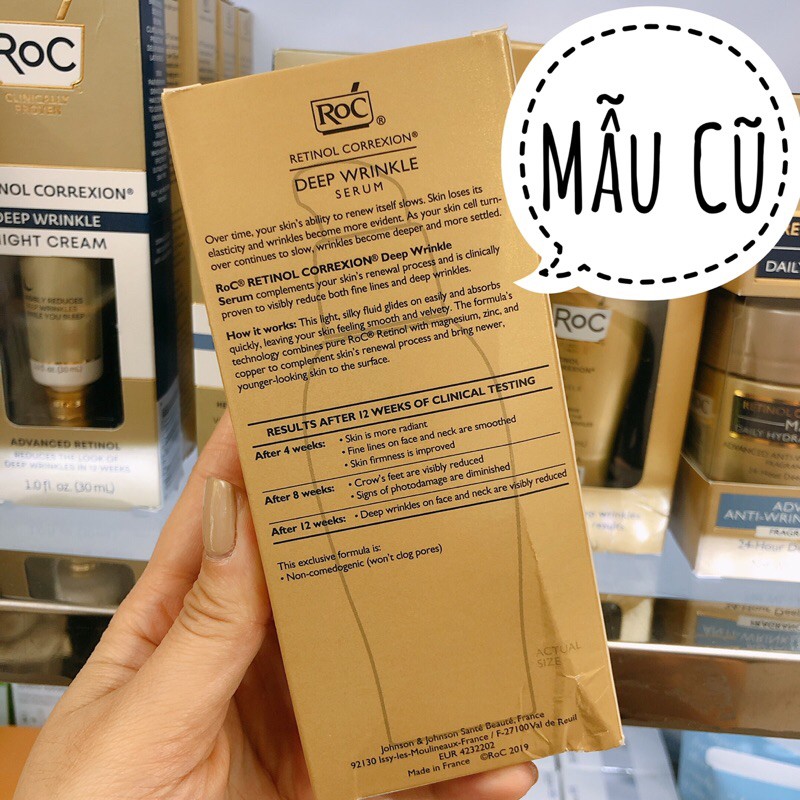 MẪU CŨ
RoC®
RETINOL CORREXION®
DEEP WRINKLE
SERUM
Over time, your skin's ability to renew itself slows. Skin loses its
elasticity and wrinkles become more evident. As your skin cell turn-
over continues to slow, wrinkles become deeper and more settled.
RoC® RETINOL CORREXION® Deep Wrinkle
Serum complements your skin's renewal process and is clinically
proven to visibly reduce both fine lines and deep wrinkles.
How it works: This light, silky fluid glides on easily and absorbs
quickly, leaving your skin feeling smooth and velvety. The formula's
technology combines pure RoC® Retinol with magnesium, zinc, and
copper to complement skin's renewal process and bring newer,
younger-looking skin to the surface.
RESULTS AFTER 12 WEEKS OF CLINICAL TESTING
After 4 weeks: • Skin is more radiant
• Fine lines on face and neck are smoothed
• Skin firmness is improved
After 8 weeks: • Crow's feet are visibly reduced
• Signs of photodamage are diminished
After 12 weeks: • Deep wrinkles on face and neck are visibly reduced
This exclusive formula is:
• Non-comedogenic (won't clog pores)
ACTUAL
SIZE
Johnson & Johnson Santé Beauté, France
92130 Issy-les-Moulineaux-France / F-27100 Val de Reuil
EUR 4232202
Made in France ©RoC 2019
RoC
CLINICALLY
PROVEN
NOL CORREXION®
DEEP WRINKLE
NIGHT CREAM
ADVANCED RETINOL
REDUCES THE LOOK OF
DEEP WRINKLES IN 12 WEEKS
1.0 fl. oz. (30 mL)
RoC
CORREXION®
DAILY
RETINOL
MA
DAILY HYDRA
ADV
ANTI-WRIN
FRAGR
24-Hour D